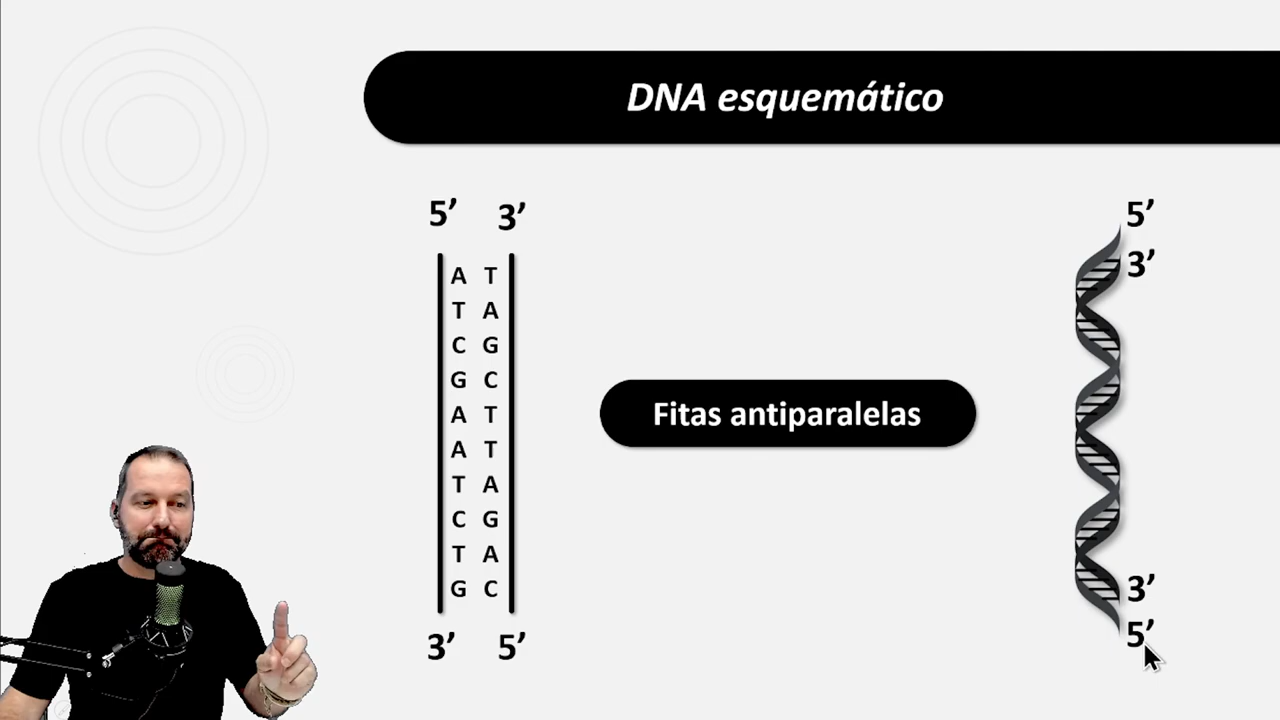 DNA esquemático
5’ 3’
A T
T A
C G
G C
A T
A T
T A
C G
T A
G C
3’ 5’
Fitas antiparalelas
5’
3’
3’
5’